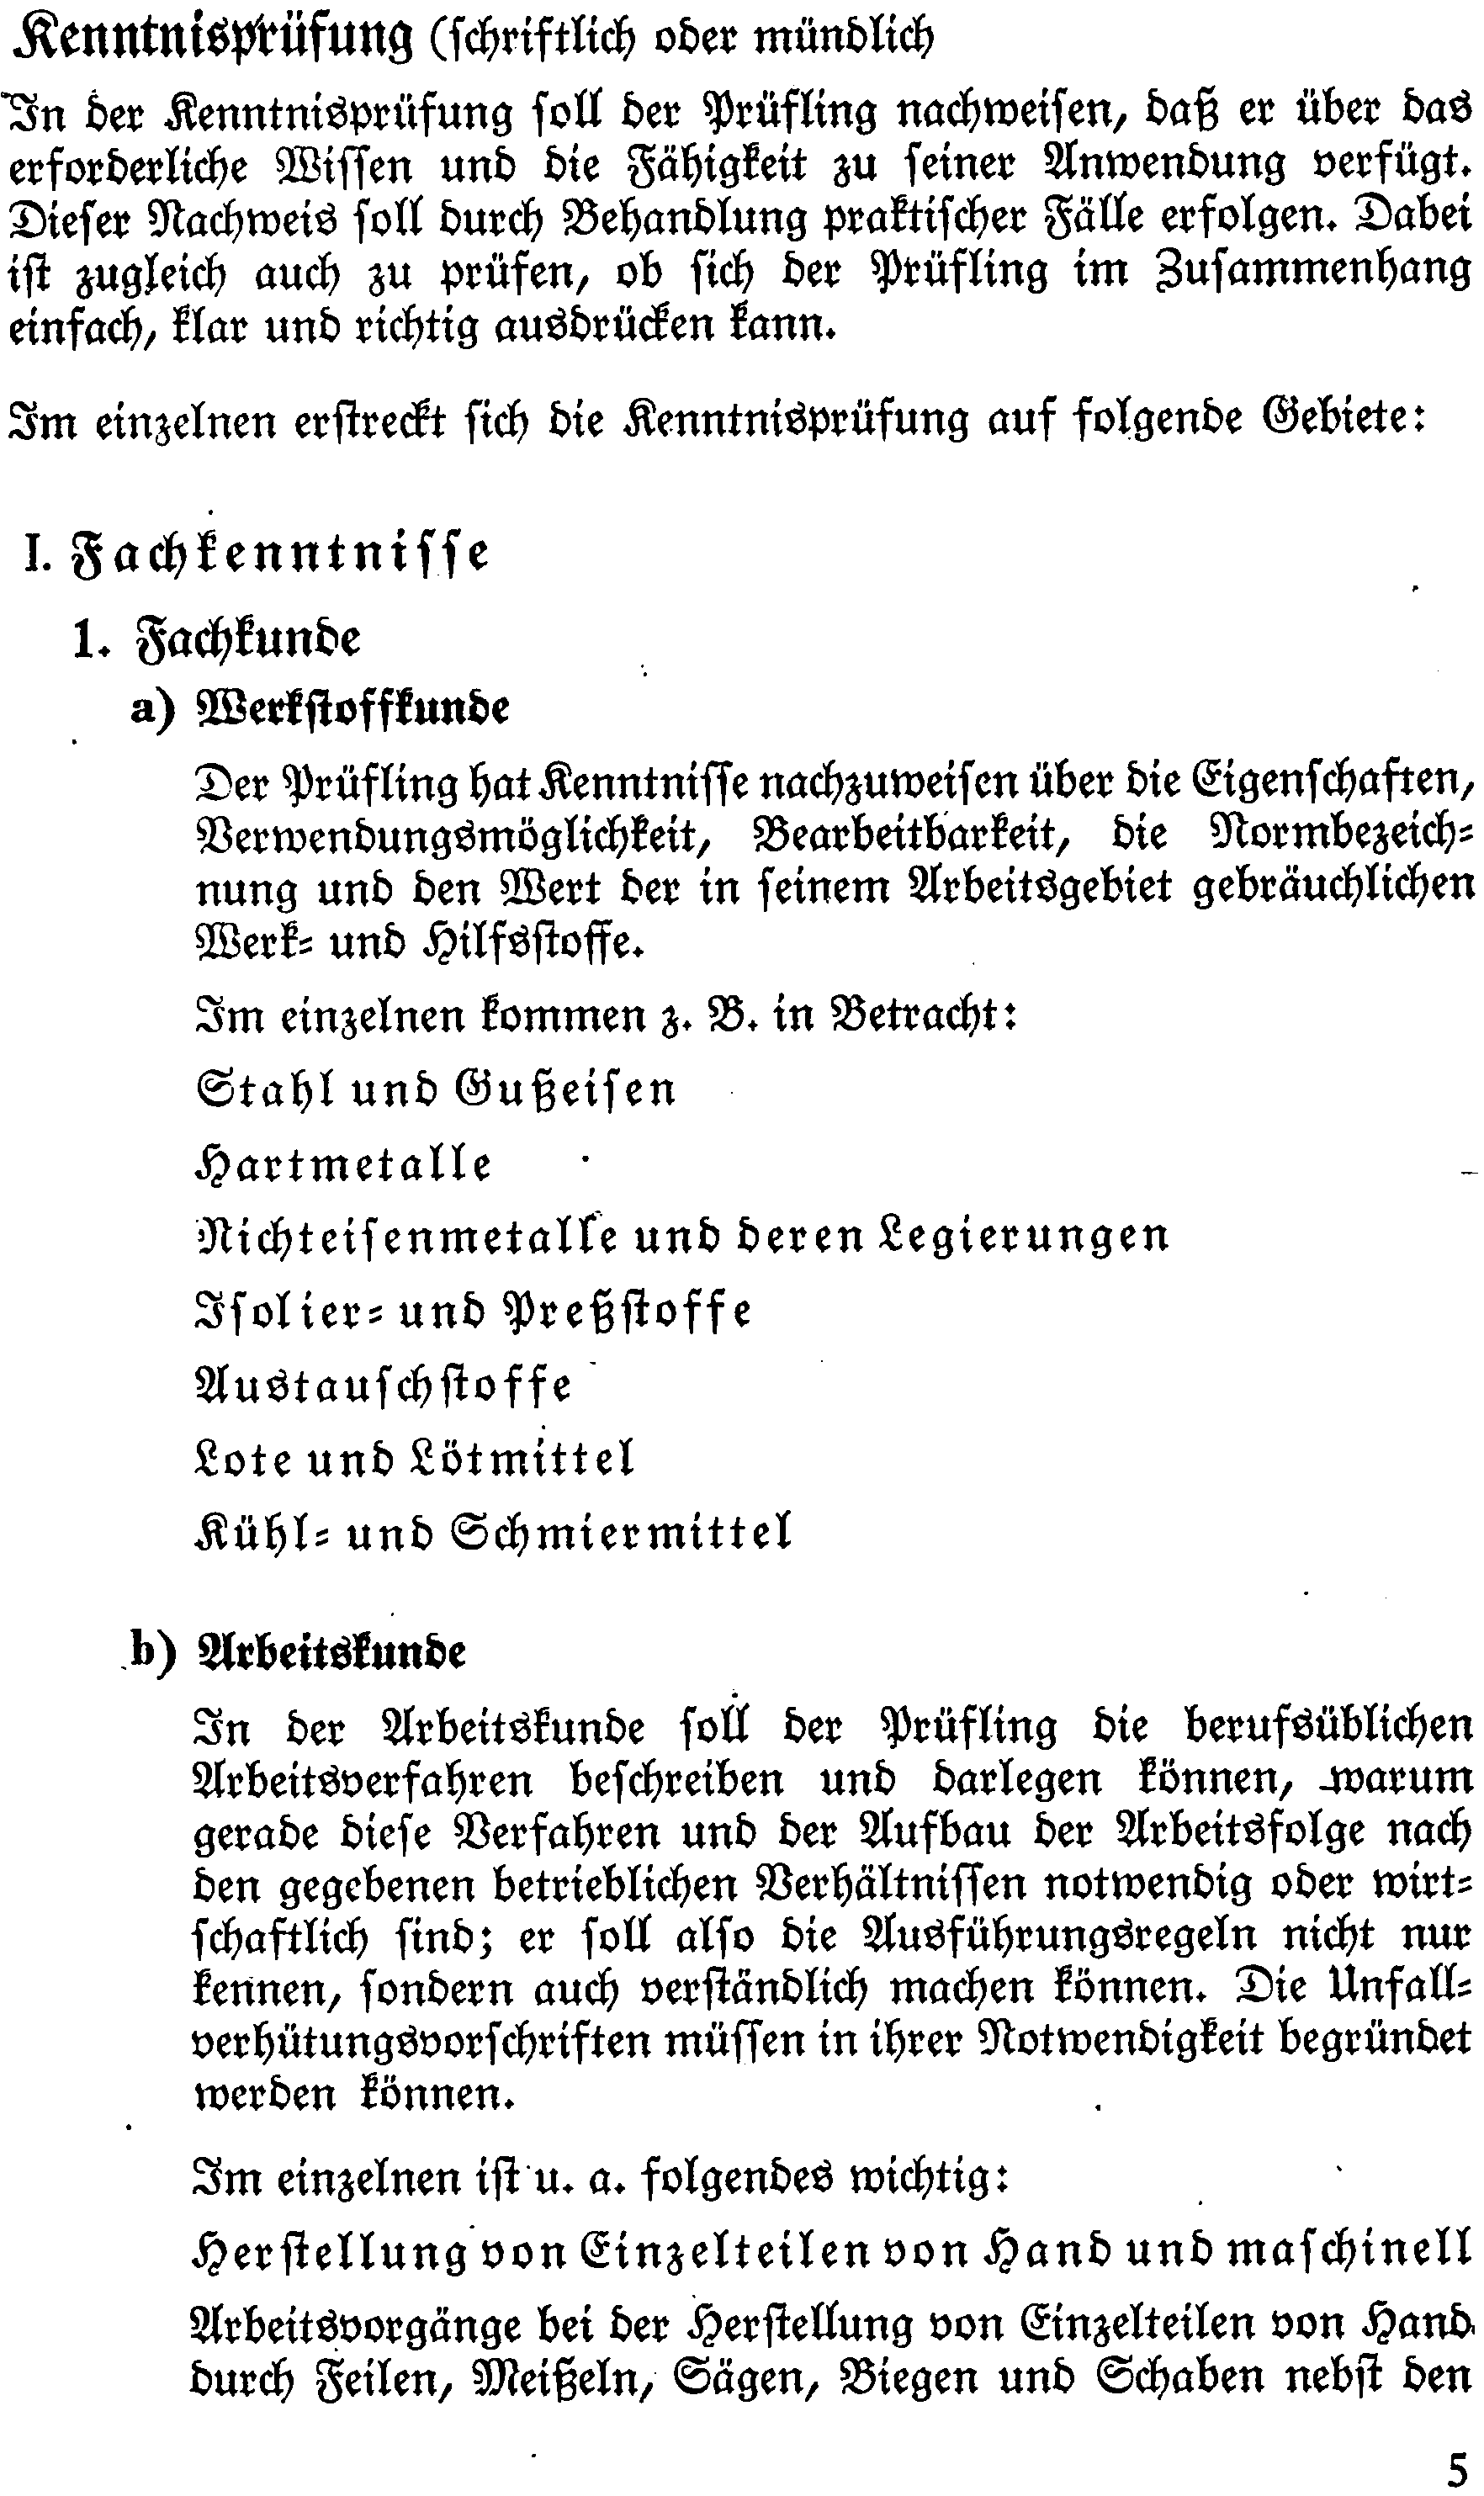 Kenntnisprüfung (schriftlich oder mündlich
In der Kenntnisprüfung soll der Prüfling nachweisen, daß er über das
erforderliche Wissen und die Fähigkeit zu seiner Anwendung verfügt.
Dieser Nachweis soll durch Behandlung praktischer Fälle erfolgen. Dabei
ist zugleich auch zu prüfen, ob sich der Prüfling im Zusammenhang
einfach, klar und richtig ausdrücken kann.
Im einzelnen erstreckt sich die Kenntnisprüfung auf folgende Gebiete:
I. Fachkenntnisse
1. Fachkunde
a) Werkstoffkunde
Der Prüfling hat Kenntnisse nachzuweisen über die Eigenschaften,
Verwendungsmöglichkeit, Bearbeitbarkeit, die Normbezeich-
nung und den Wert der in seinem Arbeitsgebiet gebräuchlichen
Werk- und Hilfsstoffe.
Im einzelnen kommen z. B. in Betracht:
Stahl und Gußeisen
Hartmetalle
Nichteisenmetalle und deren Legierungen
Isolier- und Preßstoffe
Austauschstoffe
Lote und Lötmittel
Kühl- und Schmiermittel
b) Arbeitskunde
In der Arbeitskunde soll der Prüfling die berufsüblichen
Arbeitsverfahren beschreiben und darlegen können, warum
gerade diese Verfahren und der Aufbau der Arbeitsfolge nach
den gegebenen betrieblichen Verhältnissen notwendig oder wirt-
schaftlich sind; er soll also die Ausführungsregeln nicht nur
kennen, sondern auch verständlich machen können. Die Unfall-
verhütungsvorschriften müssen in ihrer Notwendigkeit begründet
werden können.
Im einzelnen ist u. a. folgendes wichtig:
Herstellung von Einzelteilen von Hand und maschinell
Arbeitsvorgänge bei der Herstellung von Einzelteilen von Hand
durch Feilen, Meißeln, Sägen, Biegen und Schaben nebst den
5